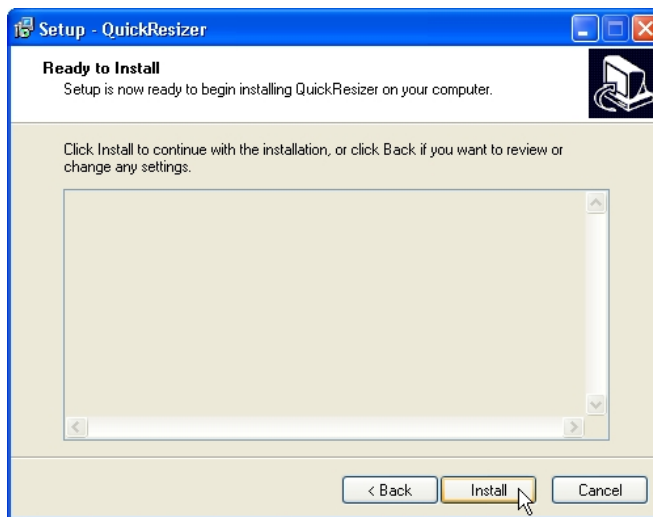 Setup - QuickResizer
Ready to Install
Setup is now ready to begin installing QuickResizer on your computer.
Click Install to continue with the installation, or click Back if you want to review or
change any settings.
< Back
Install
Cancel